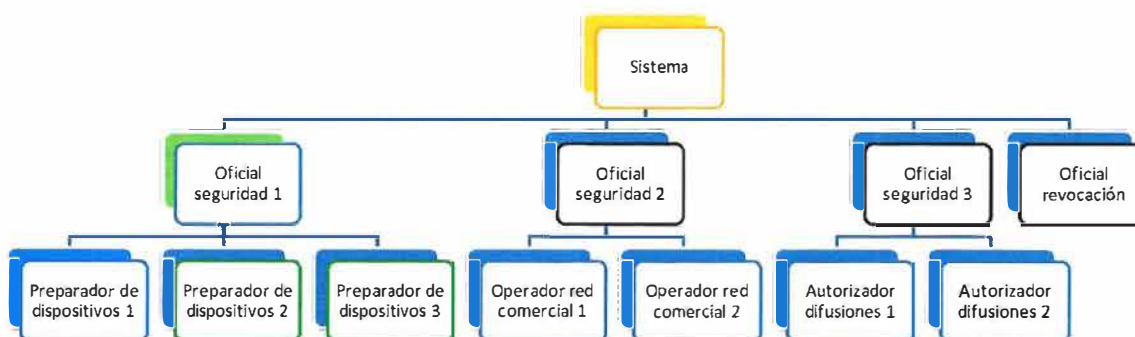 Sistema
Oficial
seguridad 1
Oficial
seguridad 2
Oficial
seguridad 3
Oficial
revocación
Preparador de
dispositivos 1
Preparador de
dispositivos 2
Preparador de
dispositivos 3
Operador red
comercial 1
Operador red
comercial 2
Autorizador
difusiones 1
Autorizador
difusiones 2